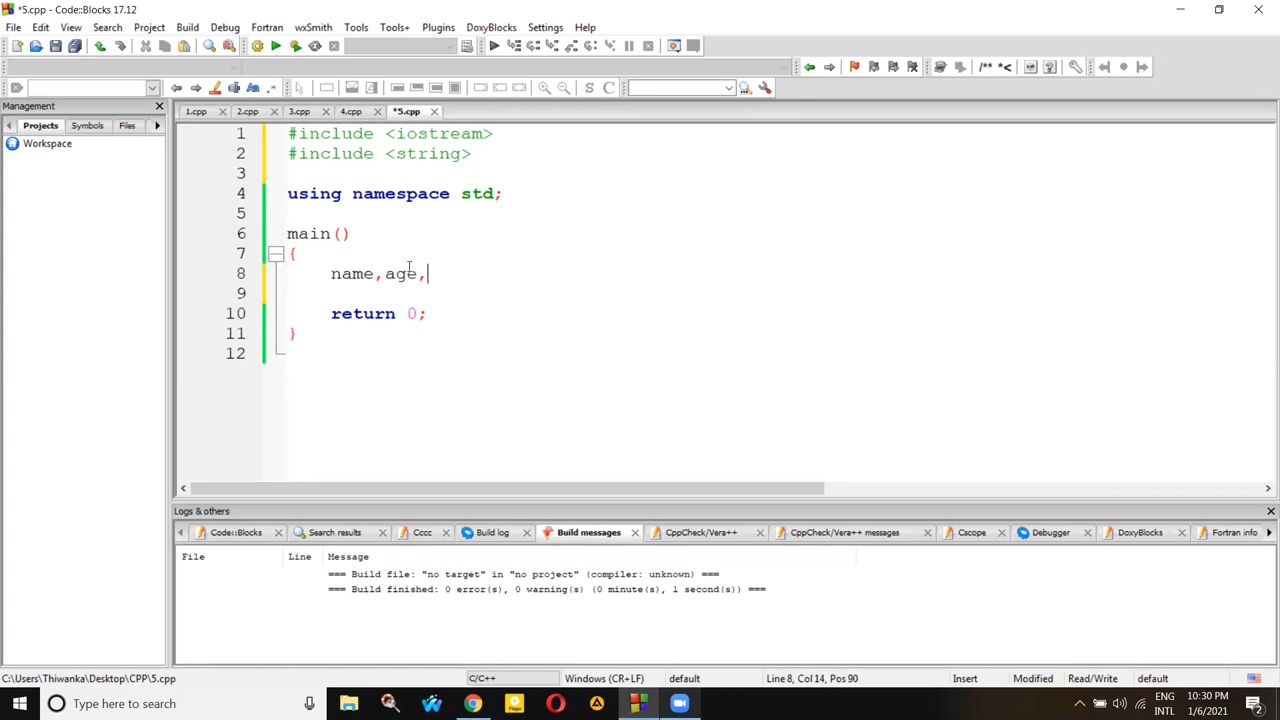 *5.cpp - Code::Blocks 17.12
File Edit View Search Project Build Debug Fortran wxSmith Tools Tools+ Plugins DoxyBlocks Settings Help
/** *<
S C
Management
1.cpp 2.cpp 3.cpp 4.cpp *5.cpp
Projects Symbols Files
Workspace
1 #include <iostream>
2 #include <string>
3
4 using namespace std;
5
6 main()
7 {
8 name,age,
9
10 return 0;
11 }
12
Logs & others
Code::Blocks Search results Cccc Build log Build messages CppCheck/Vera++ CppCheck/Vera++ messages Cscope Debugger DoxyBlocks Fortran info
File Line Message
=== Build file: "no target" in "no project" (compiler: unknown) ===
=== Build finished: 0 error(s), 0 warning(s) (0 minute(s), 1 second(s)) ===
C:\Users\Thiwanka\Desktop\CPP\5.cpp C/C++ Windows (CR+LF) default Line 8, Col 14, Pos 90 Insert Modified Read/Write default
Type here to search
Player
ENG
INTL
10:30 PM
1/6/2021